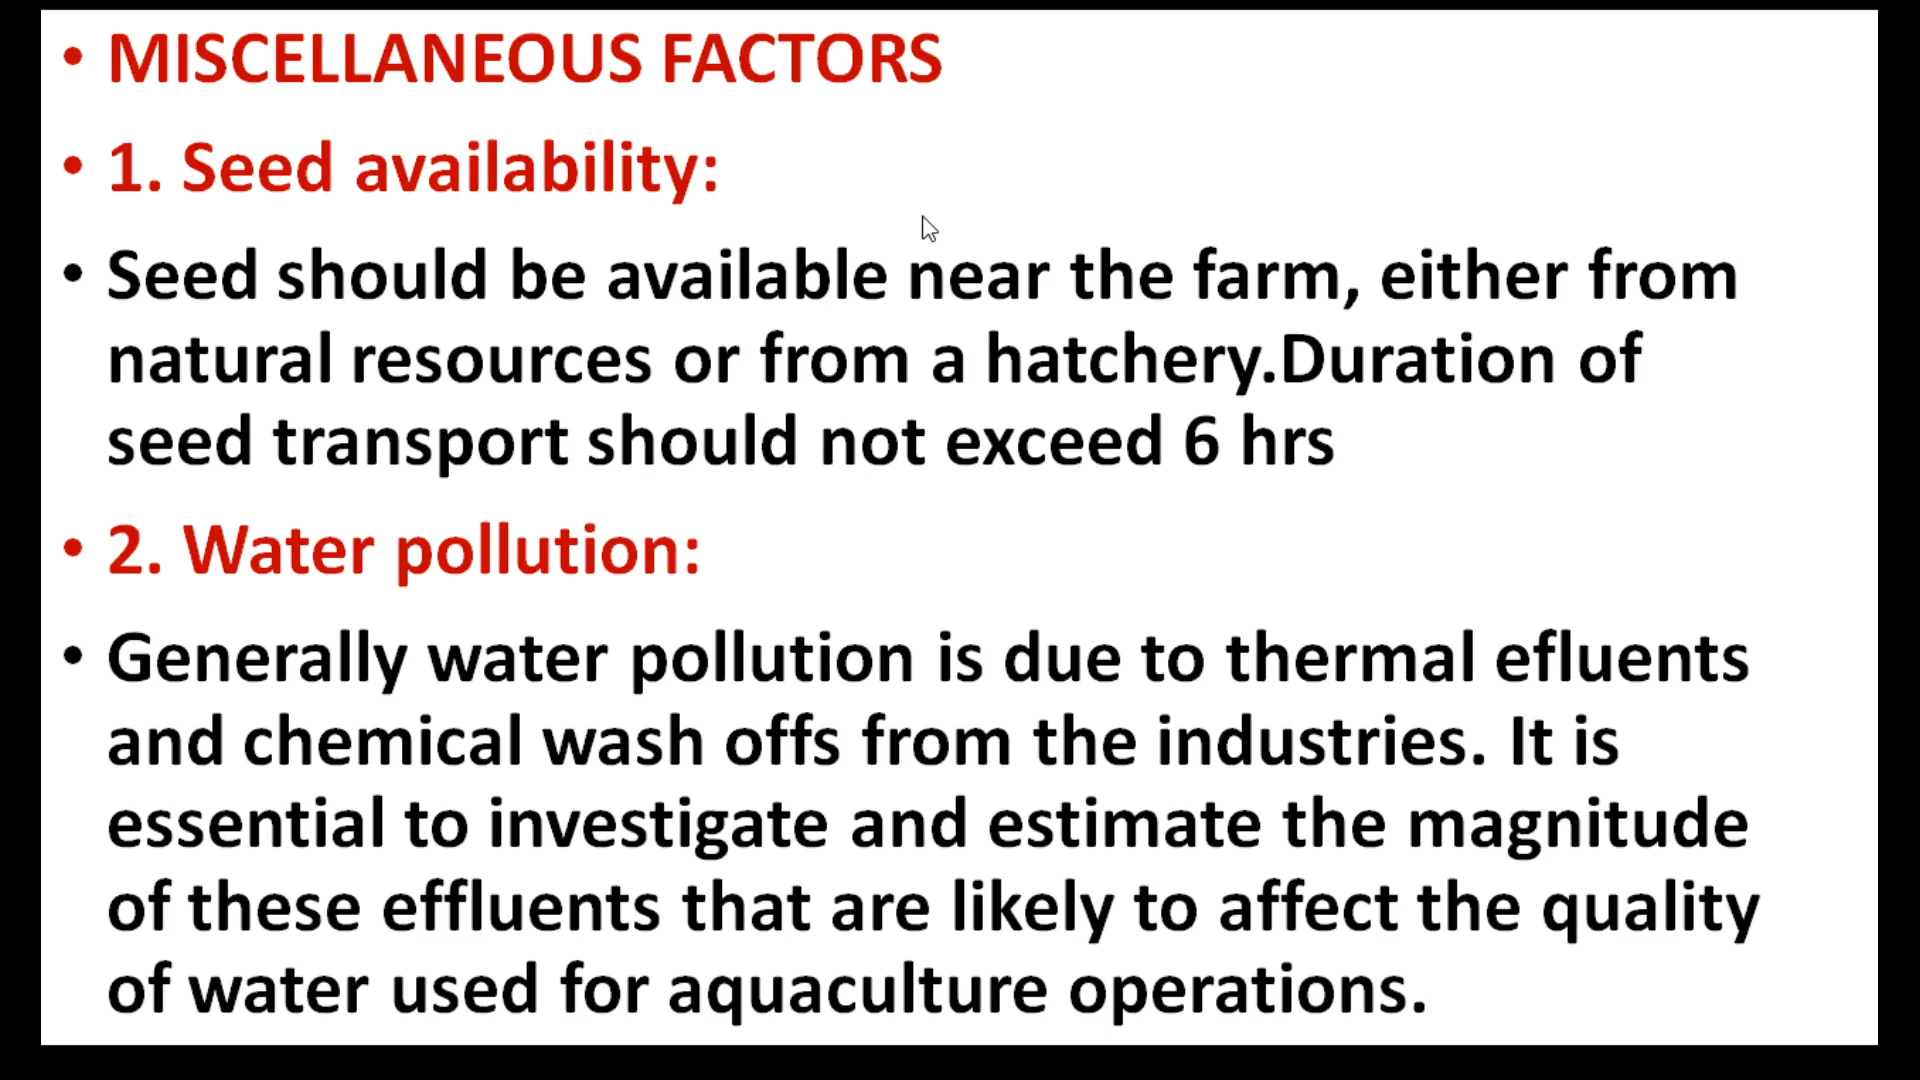 • MISCELLANEOUS FACTORS
• 1. Seed availability:
• Seed should be available near the farm, either from
natural resources or from a hatchery.Duration of
seed transport should not exceed 6 hrs
• 2. Water pollution:
• Generally water pollution is due to thermal efluents
and chemical wash offs from the industries. It is
essential to investigate and estimate the magnitude
of these effluents that are likely to affect the quality
of water used for aquaculture operations.